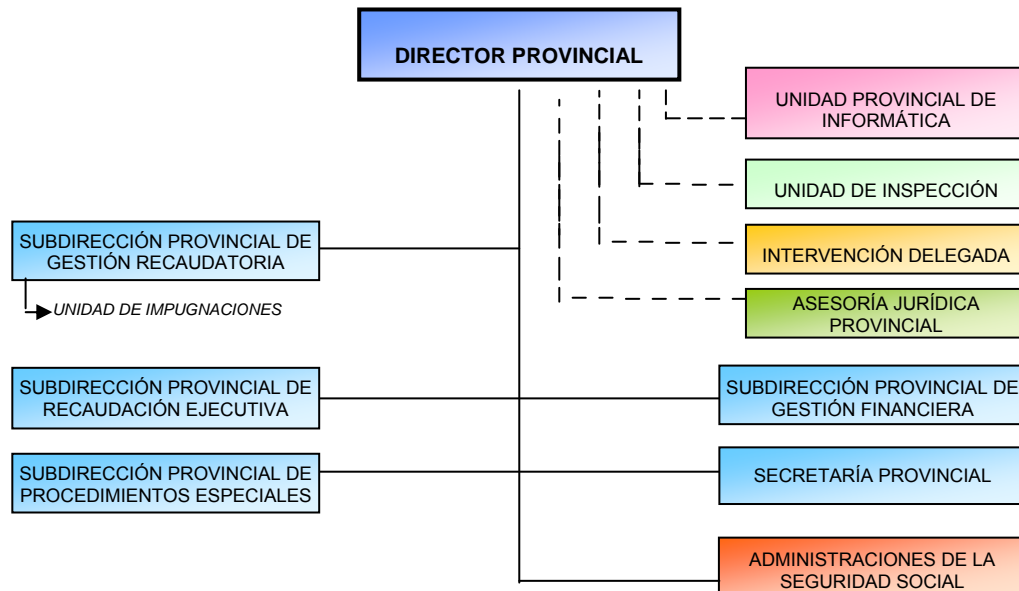 DIRECTOR PROVINCIAL
UNIDAD PROVINCIAL DE
INFORMÁTICA
UNIDAD DE INSPECCIÓN
SUBDIRECCIÓN PROVINCIAL DE
GESTIÓN RECAUDATORIA
INTERVENCIÓN DELEGADA
UNIDAD DE IMPUGNACIONES
ASESORÍA JURÍDICA
PROVINCIAL
SUBDIRECCIÓN PROVINCIAL DE
RECAUDACIÓN EJECUTIVA
SUBDIRECCIÓN PROVINCIAL DE
GESTIÓN FINANCIERA
SUBDIRECCIÓN PROVINCIAL DE
PROCEDIMIENTOS ESPECIALES
SECRETARÍA PROVINCIAL
ADMINISTRACIONES DE LA
SEGURIDAD SOCIAL